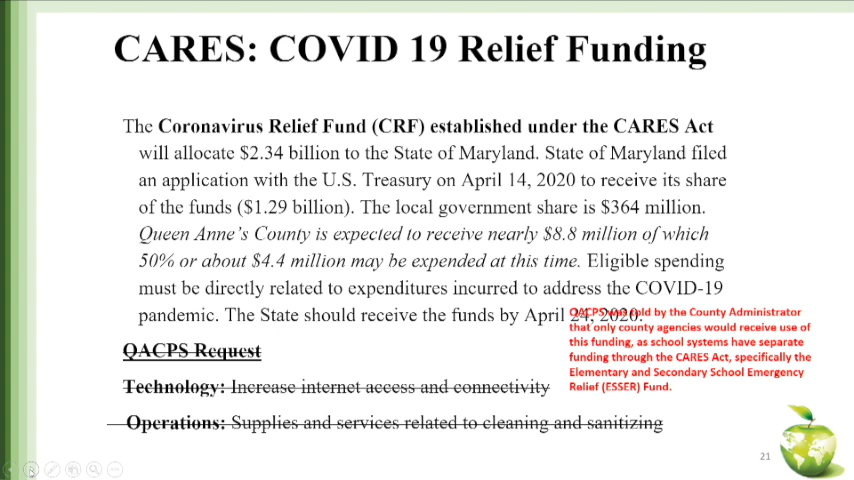 CARES: COVID 19 Relief Funding
The Coronavirus Relief Fund (CRF) established under the CARES Act
will allocate $2.34 billion to the State of Maryland. State of Maryland filed
an application with the U.S. Treasury on April 14, 2020 to receive its share
of the funds ($1.29 billion). The local government share is $364 million.
Queen Anne's County is expected to receive nearly $8.8 million of which
50% or about $4.4 million may be expended at this time. Eligible spending
must be directly related to expenditures incurred to address the COVID-19
pandemic. The State should receive the funds by April 24, 2020.
QACPS was told by the County Administrator
that only county agencies would receive use of
this funding, as school systems have separate
funding through the CARES Act, specifically the
Elementary and Secondary School Emergency
Relief (ESSER) Fund.
QACPS Request
Technology: Increase internet access and connectivity
Operations: Supplies and services related to cleaning and sanitizing
21